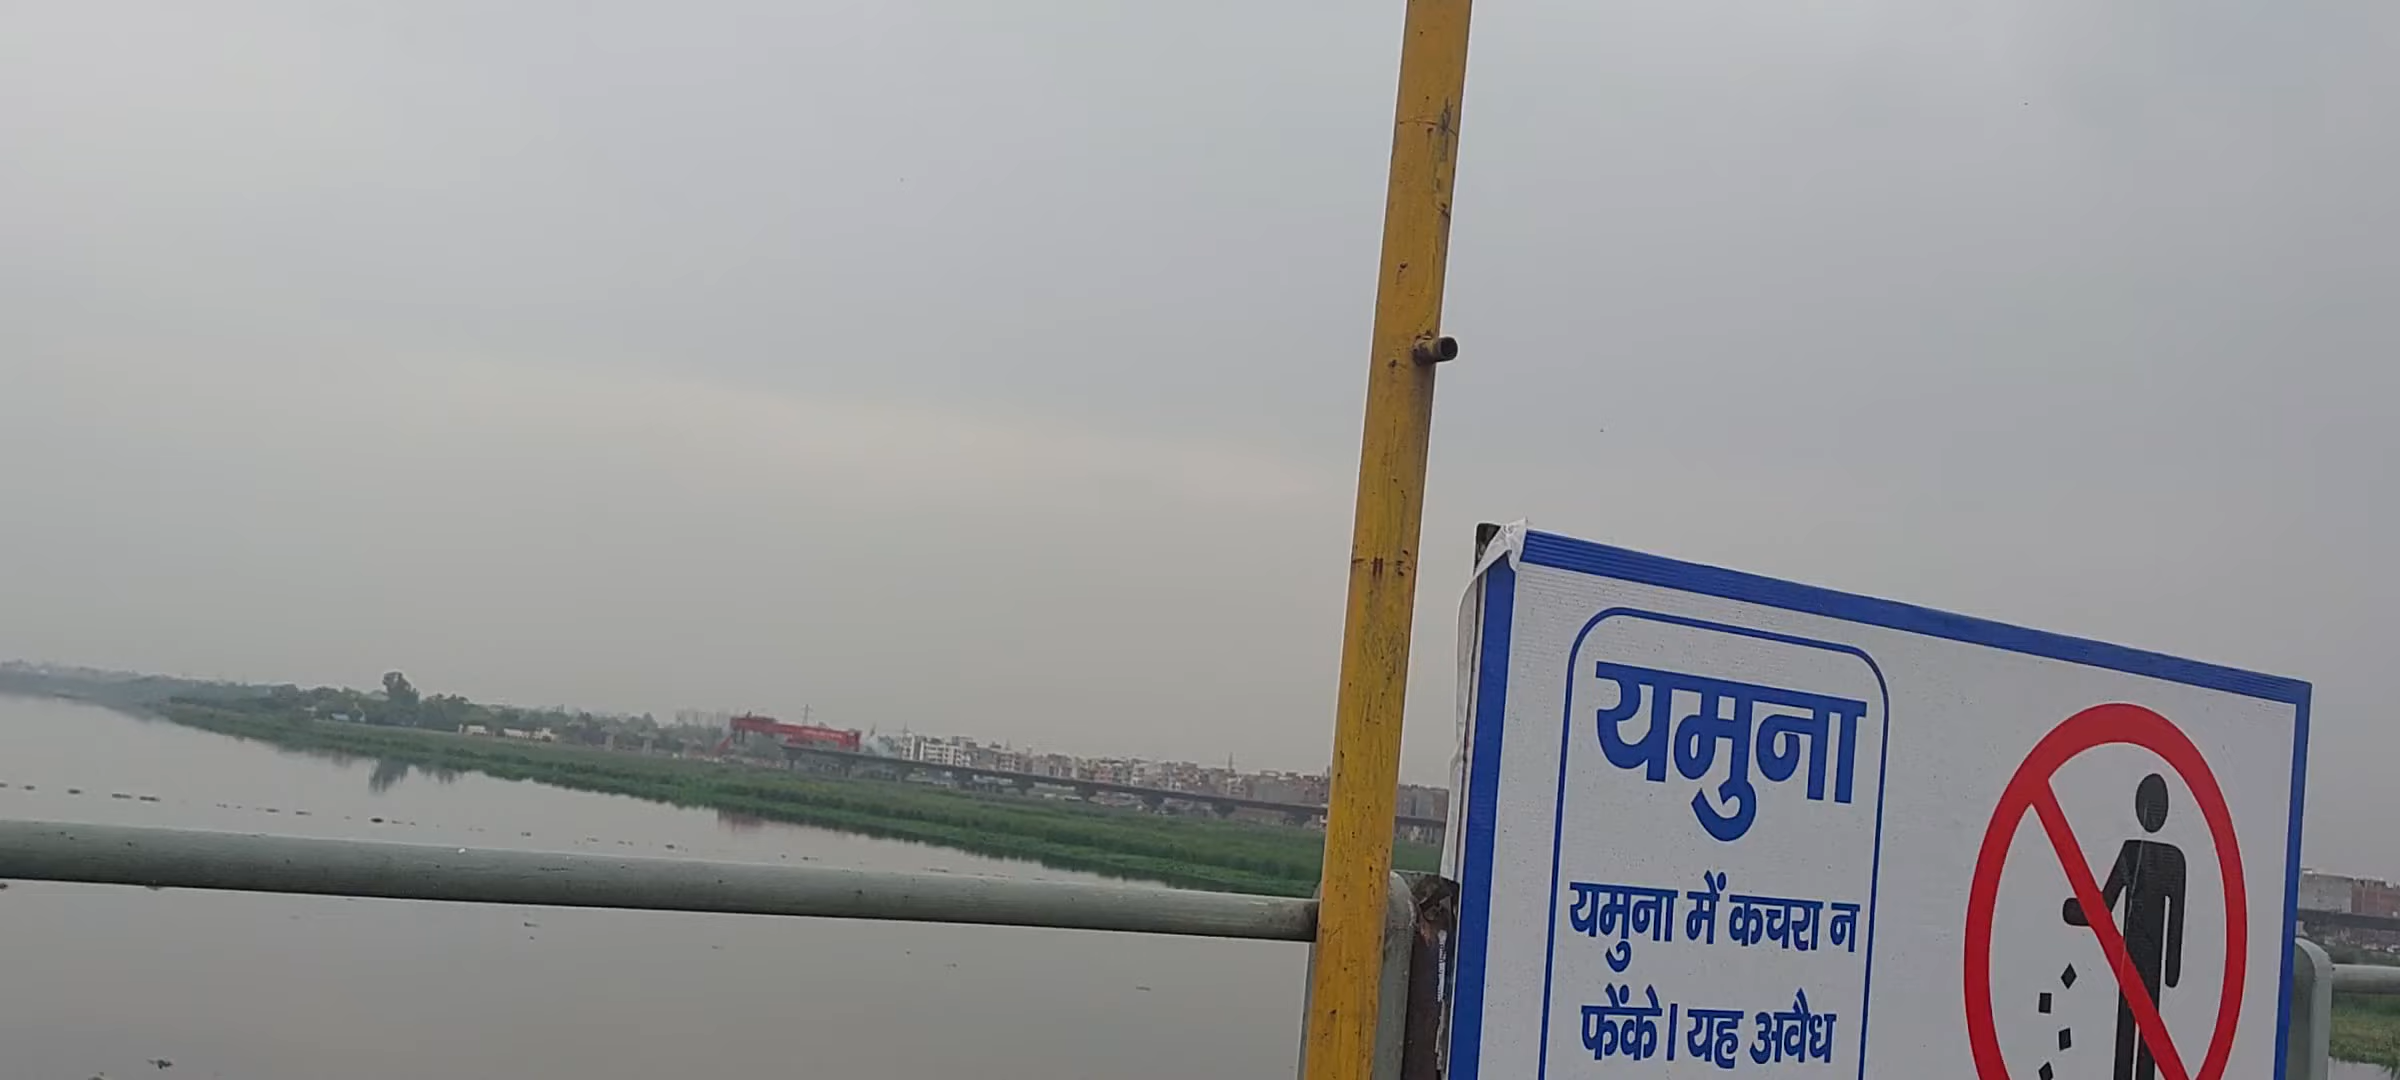 यमुना
यमुना में कचरा न
फेंके। यह अवैध